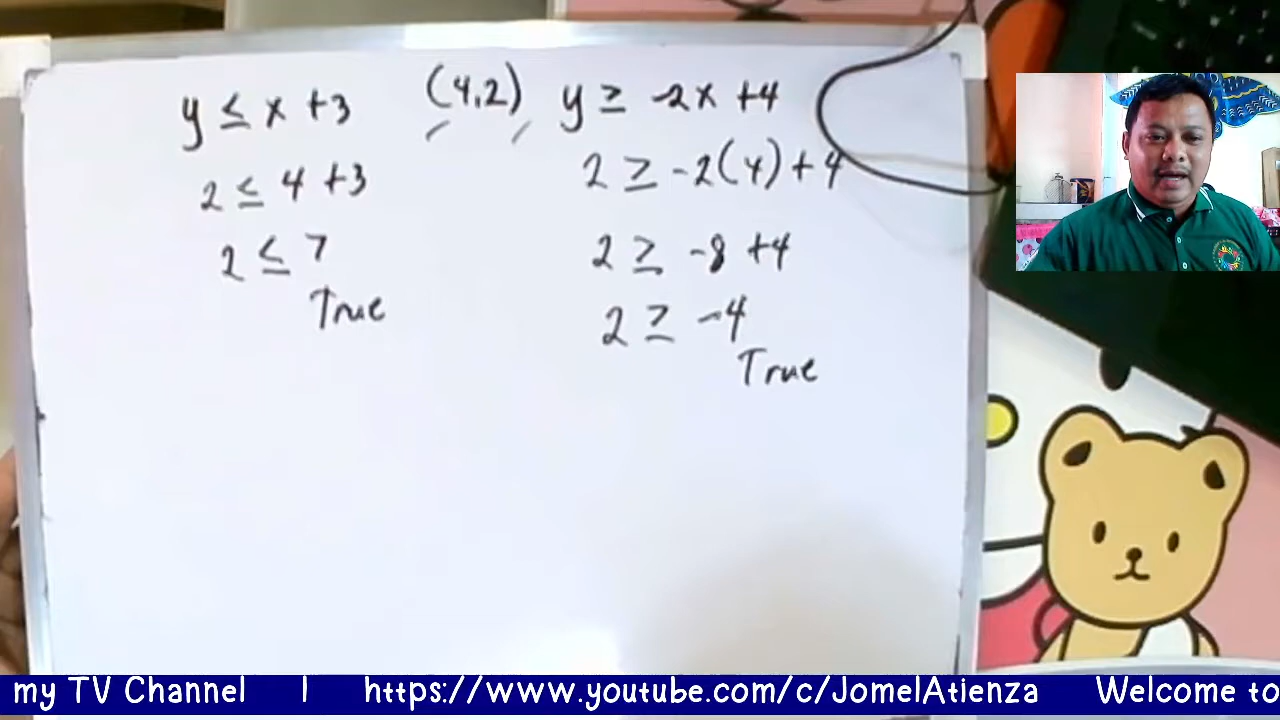 y ≤ x + 3 (4,2) y ≥ -2x + 4
2 ≤ 4 + 3 2 ≥ -2(4) + 4
2 ≤ 7 2 ≥ -8 + 4
True 2 ≥ -4
True
my TV Channel | https://www.youtube.com/c/JomelAtienza Welcome to